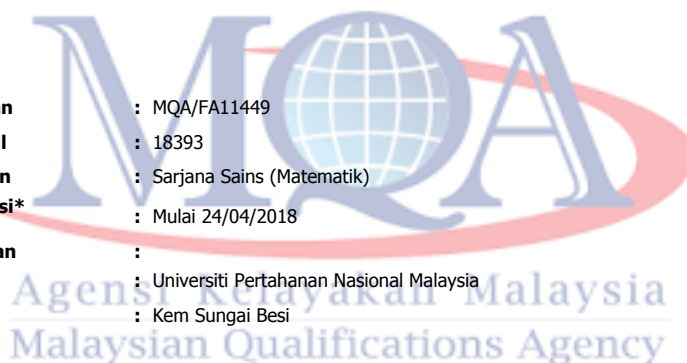 MQA
an : MQA/FA11449
l : 18393
n : Sarjana Sains (Matematik)
si* : Mulai 24/04/2018
an :
: Universiti Pertahanan Nasional Malaysia
: Kem Sungai Besi
Agensi Kelayakan Malaysia
Malaysian Qualifications Agency